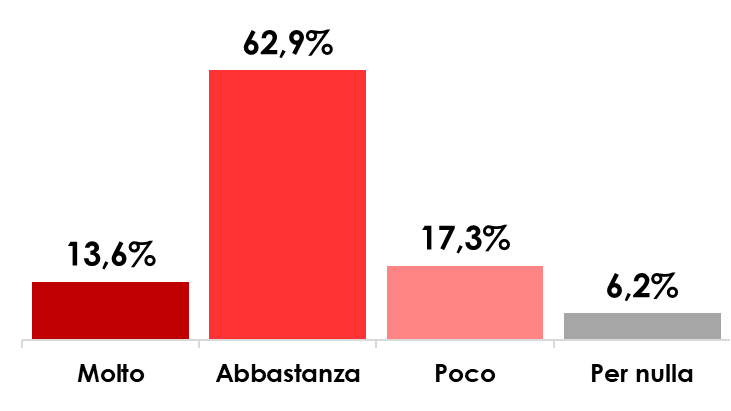 62,9%
13,6%
17,3%
6,2%
Molto
Abbastanza
Poco
Per nulla